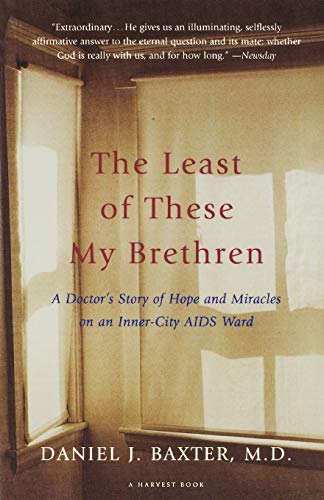 "Extraordinary. . . He gives us an illuminating, selflessly
affirmative answer to the eternal question and its mate: whether
God is really with us, and for how long." —Newsday
The Least
of These
My Brethren
A Doctor's Story of Hope and Miracles
on an Inner-City AIDS Ward
DANIEL J. BAXTER, M.D.
A HARVEST BOOK